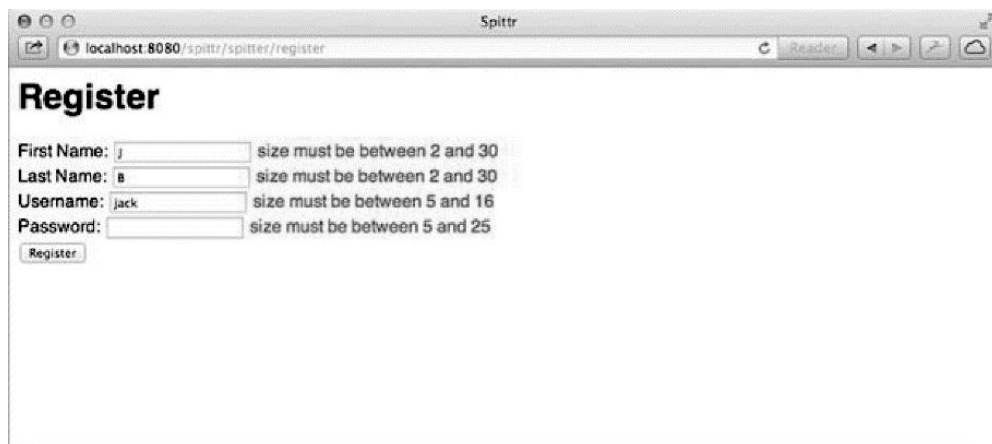 Spittr
localhost:8080/spittr/spitter/register
Reader
Register
First Name: J size must be between 2 and 30
Last Name: B size must be between 2 and 30
Username: jack size must be between 5 and 16
Password: size must be between 5 and 25
Register